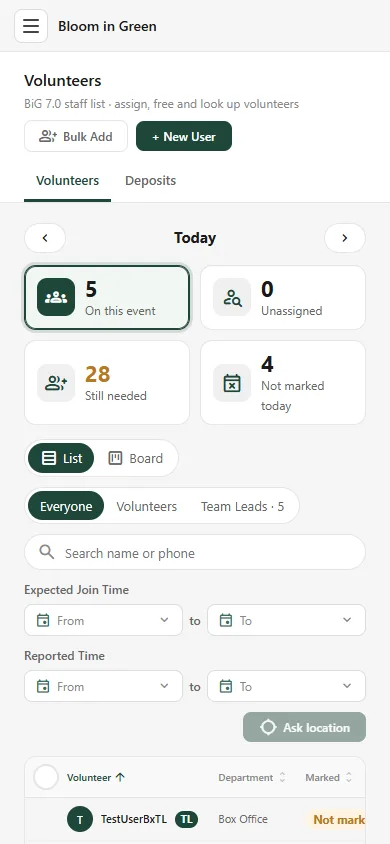 Bloom in Green
Volunteers
BiG 7.0 staff list · assign, free and look up volunteers
Bulk Add
+ New User
Volunteers
Deposits
Today
5
On this event
0
Unassigned
28
Still needed
4
Not marked
today
List
Board
Everyone
Volunteers
Team Leads · 5
Search name or phone
Expected Join Time
From
to
To
Reported Time
From
to
To
Ask location
Volunteer
Department
Marked
T
TestUserBxTL
TL
Box Office
Not mark